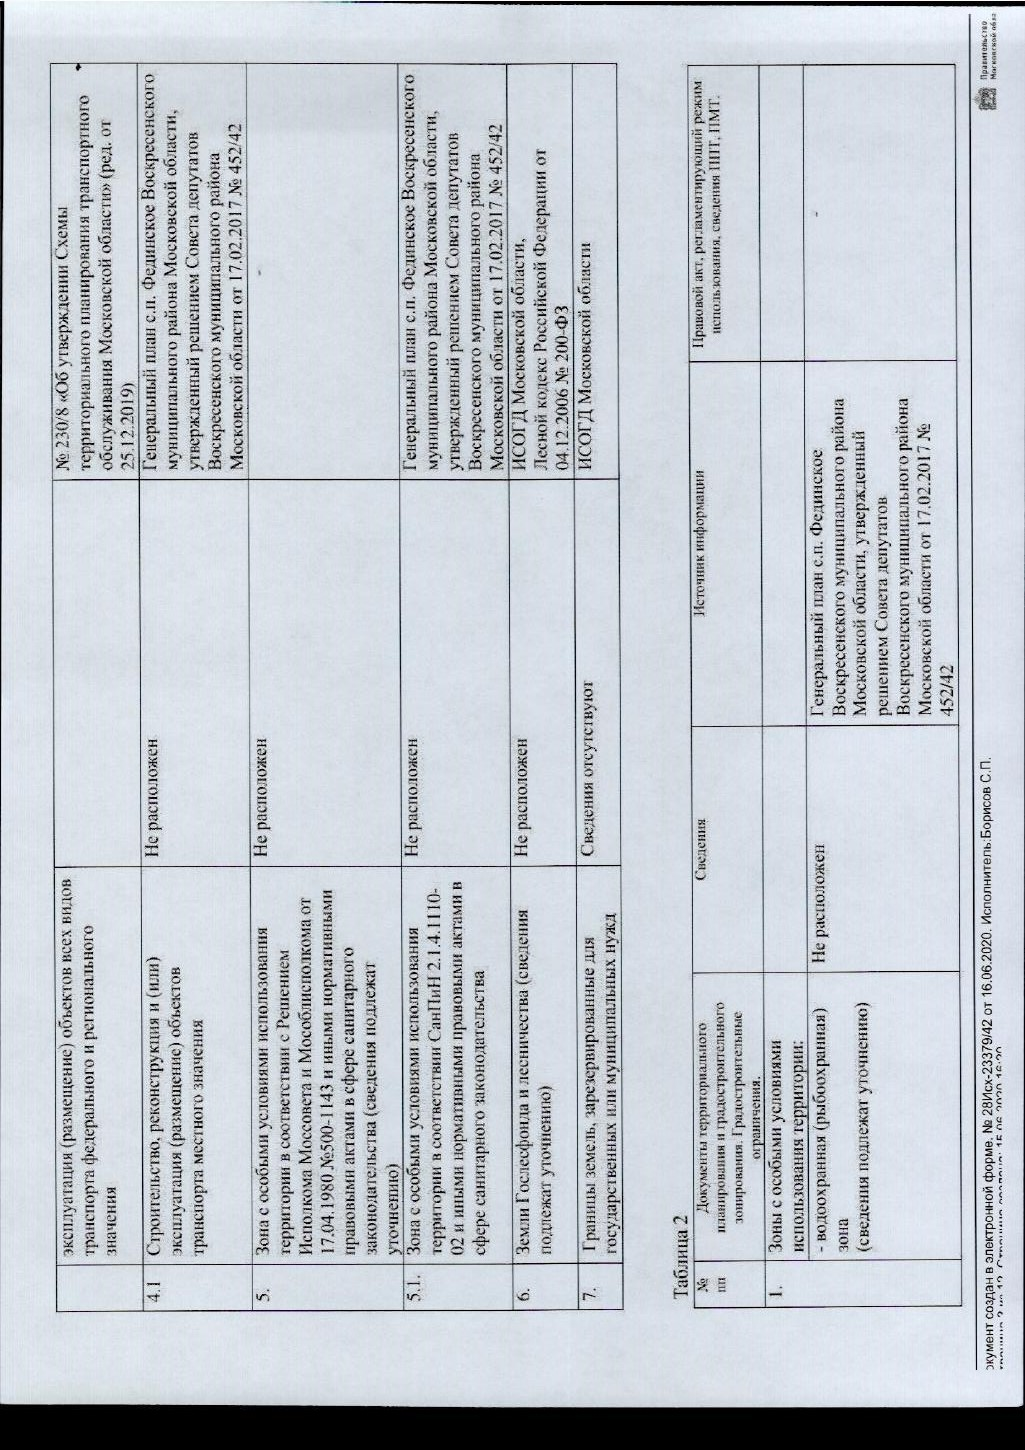 эксплуатация (размещение) объектов всех видов
транспорта федерального и регионального
значения
№ 230/8 «Об утверждении Схемы
территориального планирования транспортного
обслуживания Московской области» (ред. от
25.12.2019)
4.1
Строительство, реконструкция и (или)
эксплуатация (размещение) объектов
транспорта местного значения
Не расположен
Генеральный план с.п. Фединское Воскресенского
муниципального района Московской области,
утвержденный решением Совета депутатов
Воскресенского муниципального района
Московской области от 17.02.2017 № 452/42
5.
Зона с особыми условиями использования
территории в соответствии с Решением
Исполкома Моссовета и Мособлисполкома от
17.04.1980 №500-1143 и иными нормативными
правовыми актами в сфере санитарного
законодательства (сведения подлежат
уточнению)
Не расположен
5.1.
Зона с особыми условиями использования
территории в соответствии СанПиН 2.1.4.1110-
02 и иными нормативными правовыми актами в
сфере санитарного законодательства
Не расположен
Генеральный план с.п. Фединское Воскресенского
муниципального района Московской области,
утвержденный решением Совета депутатов
Воскресенского муниципального района
Московской области от 17.02.2017 № 452/42
6.
Земли Гослесфонда и лесничества (сведения
подлежат уточнению)
Не расположен
ИСОГД Московской области,
Лесной кодекс Российской Федерации от
04.12.2006 № 200-ФЗ
7.
Границы земель, зарезервированные для
государственных или муниципальных нужд
Сведения отсутствуют
ИСОГД Московской области
Таблица 2
№
пп
Документы территориального
планирования и градостроительного
зонирования. Градостроительные
ограничения.
Сведения
Источник информации
Правовой акт, регламентирующий режим
использования, сведения ППТ, ПМТ.
1.
Зоны с особыми условиями
использования территории:
- водоохранная (рыбоохранная)
зона
(сведения подлежат уточнению)
Не расположен
Генеральный план с.п. Фединское
Воскресенского муниципального района
Московской области, утвержденный
решением Совета депутатов
Воскресенского муниципального района
Московской области от 17.02.2017 №
452/42
-
окумент создан в электронной форме. № 28Исх-23379/42 от 16.06.2020. Исполнитель:Борисов С.П.
Правительство
Московской обла